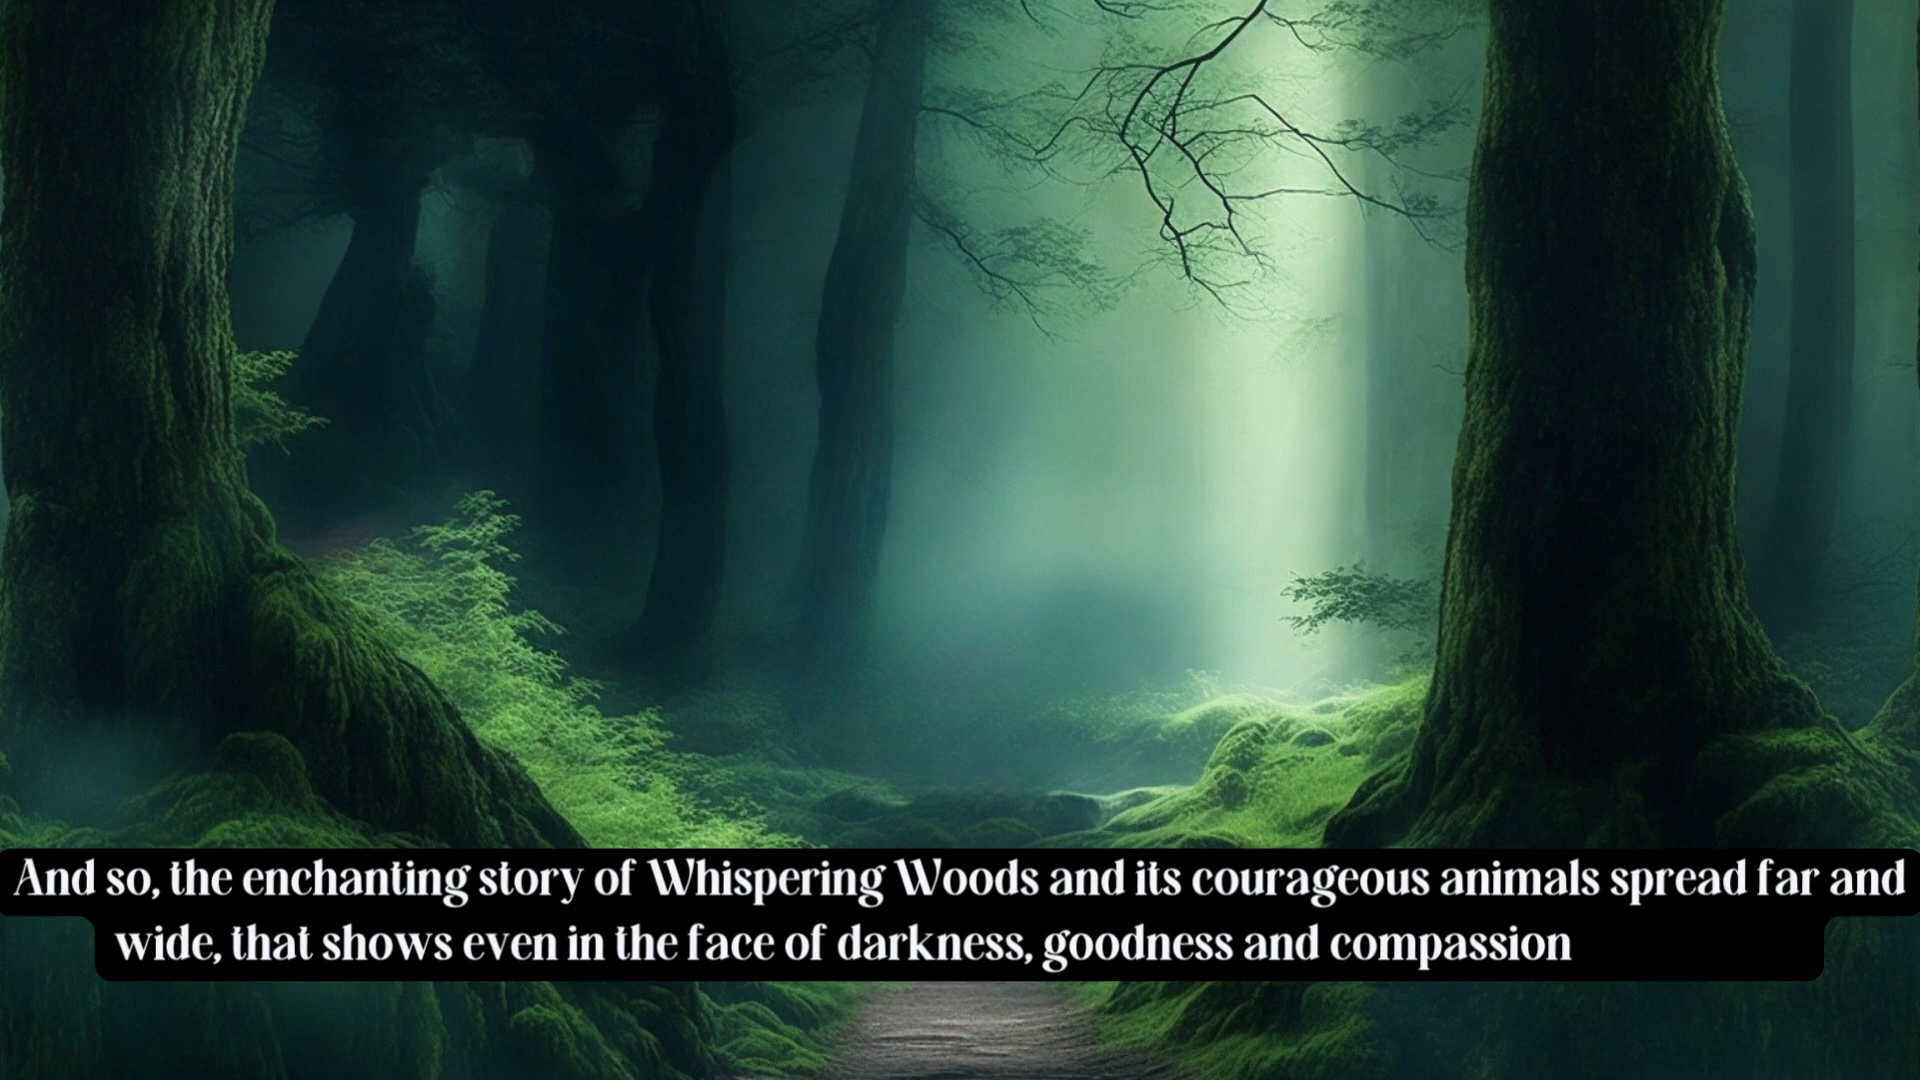 And so, the enchanting story of Whispering Woods and its courageous animals spread far and
wide, that shows even in the face of darkness, goodness and compassion